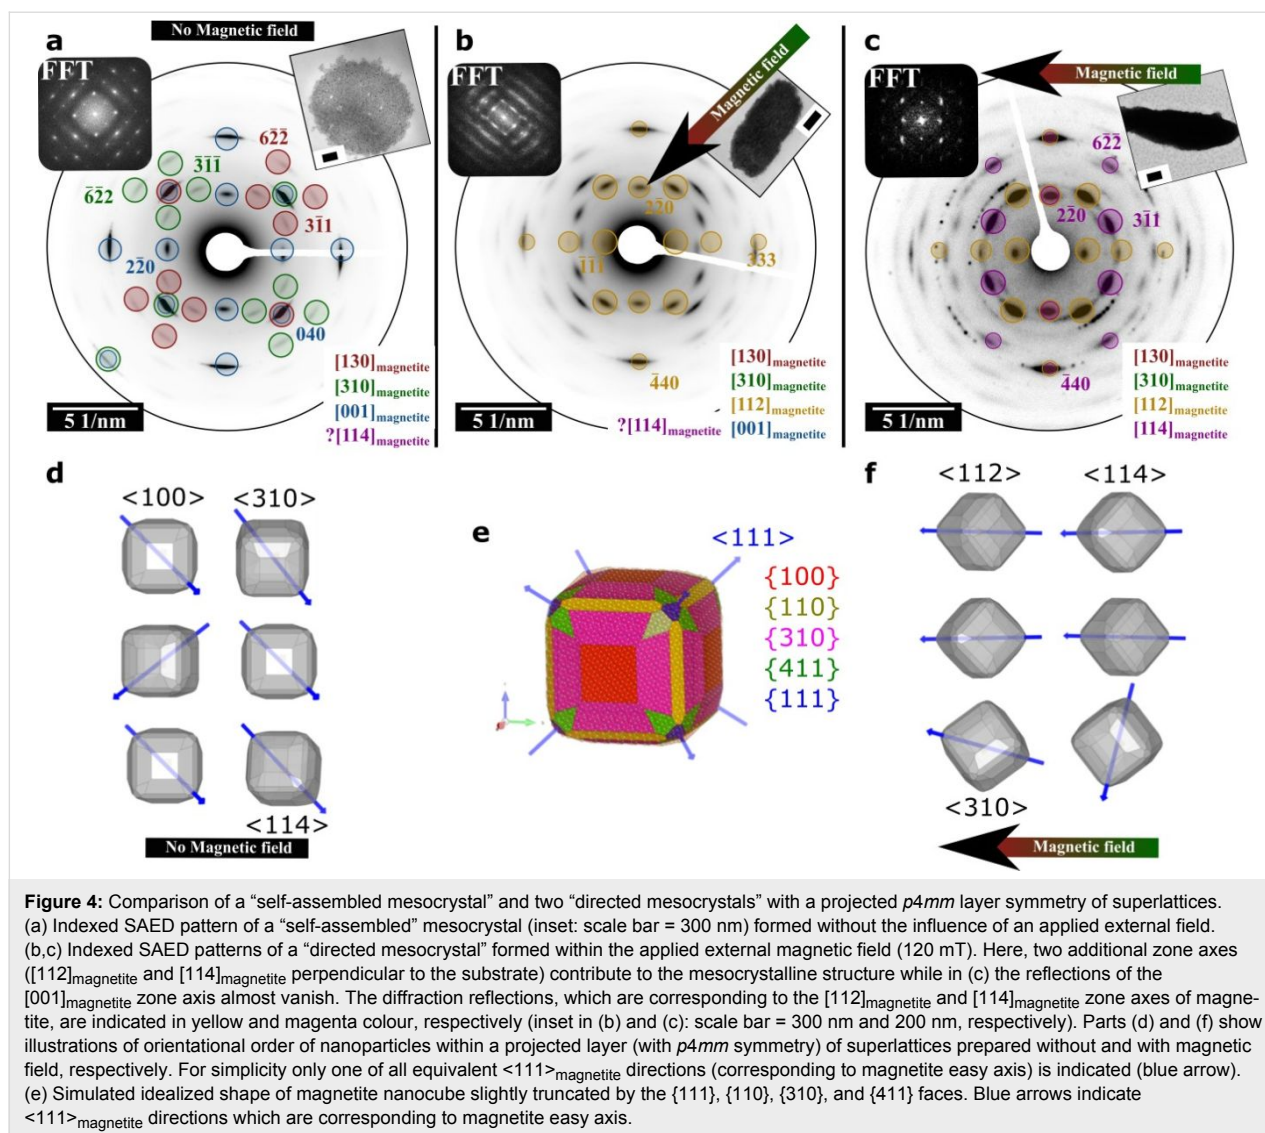 a
No Magnetic field
FFT
6̄2̄2
3̄1̄1̄
62̄2̄
31̄1
22̄0
040
[130]magnetite
[310]magnetite
[001]magnetite
?[114]magnetite
5 1/nm
b
FFT
Magnetic field
22̄0
1̄1̄1
333
4̄40
[130]magnetite
[310]magnetite
[112]magnetite
?[114]magnetite
[001]magnetite
5 1/nm
c
Magnetic field
FFT
62̄2̄
22̄0
31̄1
4̄40
[130]magnetite
[310]magnetite
[112]magnetite
[114]magnetite
5 1/nm
d
<100>
<310>
<114>
No Magnetic field
e
<111>
{100}
{110}
{310}
{411}
{111}
f
<112>
<114>
<310>
Magnetic field
Figure 4: Comparison of a “self-assembled mesocrystal” and two “directed mesocrystals” with a projected p4mm layer symmetry of superlattices.
(a) Indexed SAED pattern of a “self-assembled” mesocrystal (inset: scale bar = 300 nm) formed without the influence of an applied external field.
(b,c) Indexed SAED patterns of a “directed mesocrystal” formed within the applied external magnetic field (120 mT). Here, two additional zone axes
([112]magnetite and [114]magnetite perpendicular to the substrate) contribute to the mesocrystalline structure while in (c) the reflections of the
[001]magnetite zone axis almost vanish. The diffraction reflections, which are corresponding to the [112]magnetite and [114]magnetite zone axes of magne-
tite, are indicated in yellow and magenta colour, respectively (inset in (b) and (c): scale bar = 300 nm and 200 nm, respectively). Parts (d) and (f) show
illustrations of orientational order of nanoparticles within a projected layer (with p4mm symmetry) of superlattices prepared without and with magnetic
field, respectively. For simplicity only one of all equivalent <111>magnetite directions (corresponding to magnetite easy axis) is indicated (blue arrow).
(e) Simulated idealized shape of magnetite nanocube slightly truncated by the {111}, {110}, {310}, and {411} faces. Blue arrows indicate
<111>magnetite directions which are corresponding to magnetite easy axis.